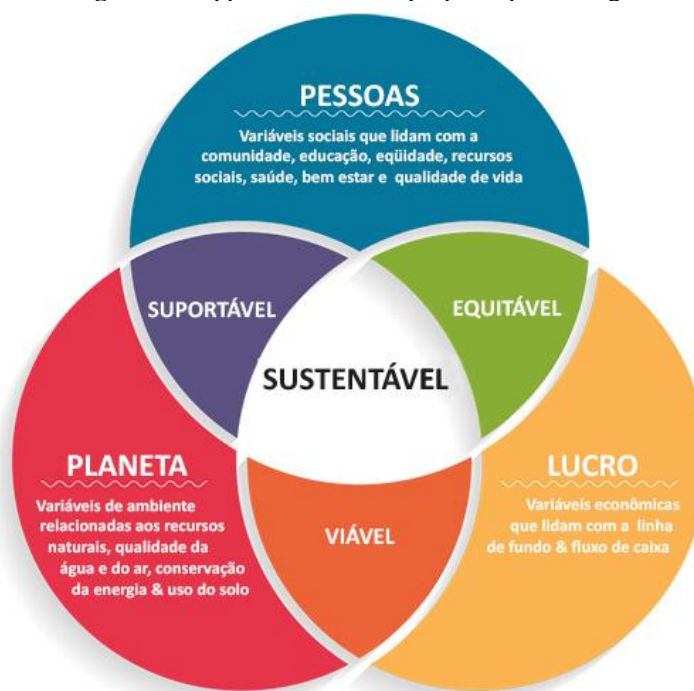 PESSOAS
Variáveis sociais que lidam com a
comunidade, educação, eqüidade, recursos
sociais, saúde, bem estar e qualidade de vida
SUPORTÁVEL
EQUITÁVEL
SUSTENTÁVEL
PLANETA
Variáveis de ambiente
relacionadas aos recursos
naturais, qualidade da
água e do ar, conservação
da energia & uso do solo
LUCRO
Variáveis econômicas
que lidam com a linha
de fundo & fluxo de caixa
VIÁVEL